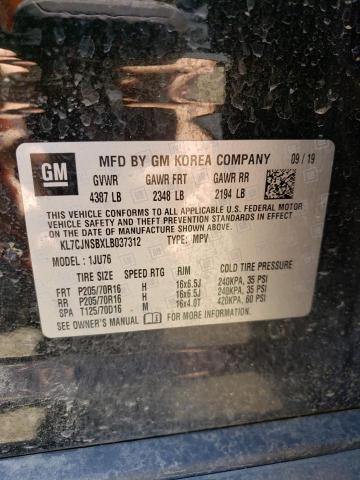 GM
MFD BY GM KOREA COMPANY 09/19
GVWR GAWR FRT GAWR RR
4387 LB 2348 LB 2194 LB
THIS VEHICLE CONFORMS TO ALL APPLICABLE U.S. FEDERAL MOTOR
VEHICLE SAFETY AND THEFT PREVENTION STANDARDS IN EFFECT
ON THE DATE OF MANUFACTURE SHOWN ABOVE.
KL7CJNSBXLB037312 TYPE: MPV
MODEL: 1JU76
TIRE SIZE SPEED RTG RIM COLD TIRE PRESSURE
FRT P205/70R16 H 16x6.5J 240KPA, 35 PSI
RR P205/70R16 H 16x6.5J 240KPA, 35 PSI
SPA T125/70D16 M 16x4.0T 420KPA, 60 PSI
SEE OWNER'S MANUAL FOR MORE INFORMATION.